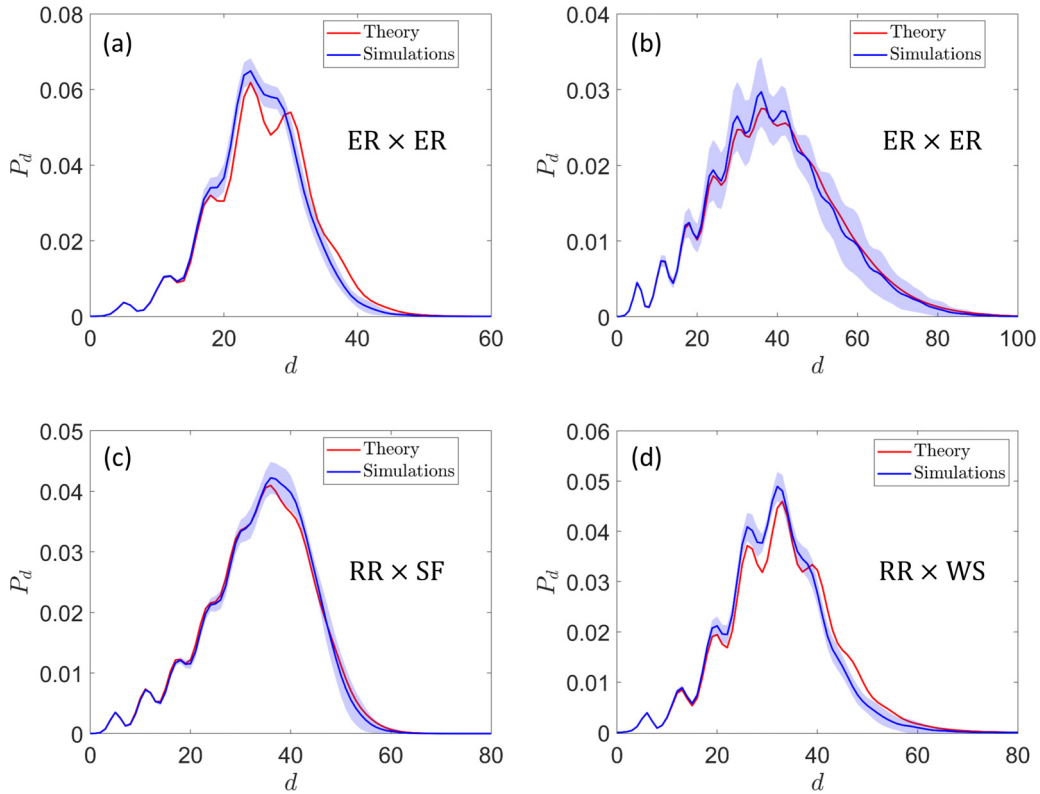 (a)
Theory
Simulations
ER × ER
0.08
0.06
0.04
0.02
0
P_d
0 20 40 60
d
(b)
Theory
Simulations
ER × ER
0.04
0.03
0.02
0.01
0
P_d
0 20 40 60 80 100
d
(c)
Theory
Simulations
RR × SF
0.05
0.04
0.03
0.02
0.01
0
P_d
0 20 40 60 80
d
(d)
Theory
Simulations
RR × WS
0.06
0.05
0.04
0.03
0.02
0.01
0
P_d
0 20 40 60 80
d